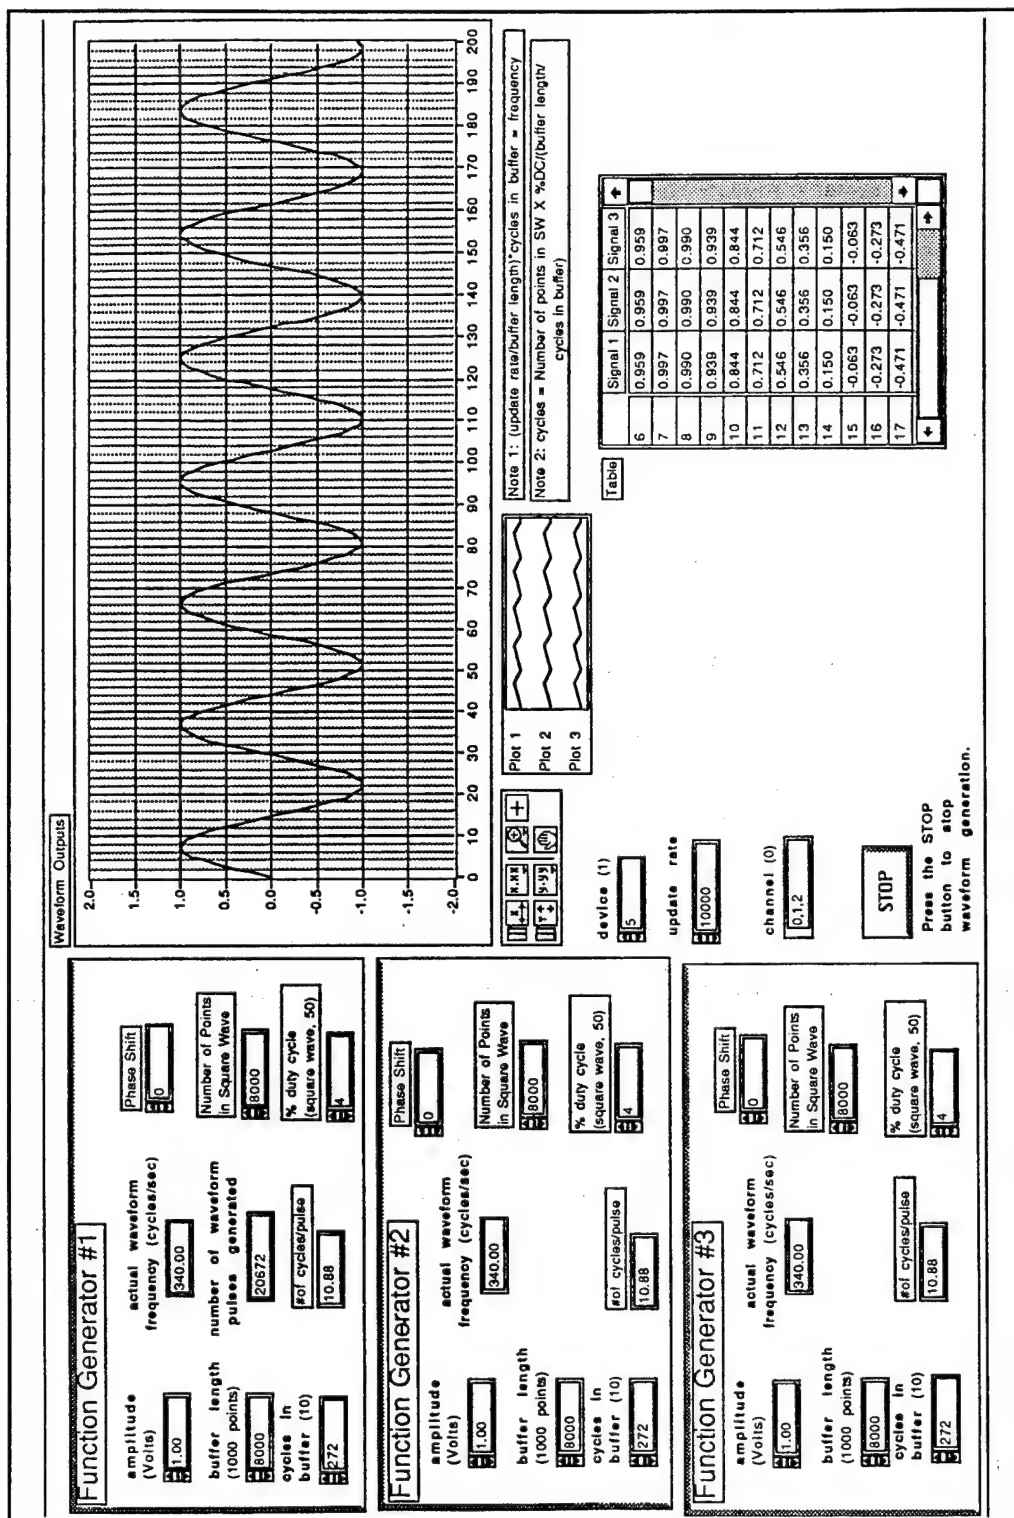 Function Generator #1
amplitude
(Volts)
1.00
actual waveform
frequency (cycles/sec)
340.00
Phase Shift
0
buffer length
(1000 points)
8000
number of waveform
pulses generated
20672
Number of Points
in Square Wave
8000
cycles in
buffer (10)
272
#of cycles/pulse
10.88
% duty cycle
(square wave, 50)
4
Function Generator #2
amplitude
(Volts)
1.00
actual waveform
frequency (cycles/sec)
340.00
Phase Shift
0
buffer length
(1000 points)
8000
Number of Points
in Square Wave
8000
cycles in
buffer (10)
272
#of cycles/pulse
10.88
% duty cycle
(square wave, 50)
4
Function Generator #3
amplitude
(Volts)
1.00
actual waveform
frequency (cycles/sec)
340.00
Phase Shift
0
buffer length
(1000 points)
8000
Number of Points
in Square Wave
8000
cycles in
buffer (10)
272
#of cycles/pulse
10.88
% duty cycle
(square wave, 50)
4
Waveform Outputs
2.0
1.5
1.0
0.5
0.0
-0.5
-1.0
-1.5
-2.0
0 10 20 30 40 50 60 70 80 90 100 110 120 130 140 150 160 170 180 190 200
X.XX
Y.YY
Plot 1
Plot 2
Plot 3
Note 1: (update rate/buffer length)*cycles in buffer = frequency
Note 2: cycles = Number of points in SW X %DC/(buffer length/
cycles in buffer)
device (1)
5
update rate
10000
channel (0)
0,1,2
STOP
Press the STOP
button to stop
waveform generation.
Table
Signal 1 Signal 2 Signal 3
6 0.959 0.959 0.959
7 0.997 0.997 0.997
8 0.990 0.990 0.990
9 0.939 0.939 0.939
10 0.844 0.844 0.844
11 0.712 0.712 0.712
12 0.546 0.546 0.546
13 0.356 0.356 0.356
14 0.150 0.150 0.150
15 -0.063 -0.063 -0.063
16 -0.273 -0.273 -0.273
17 -0.471 -0.471 -0.471